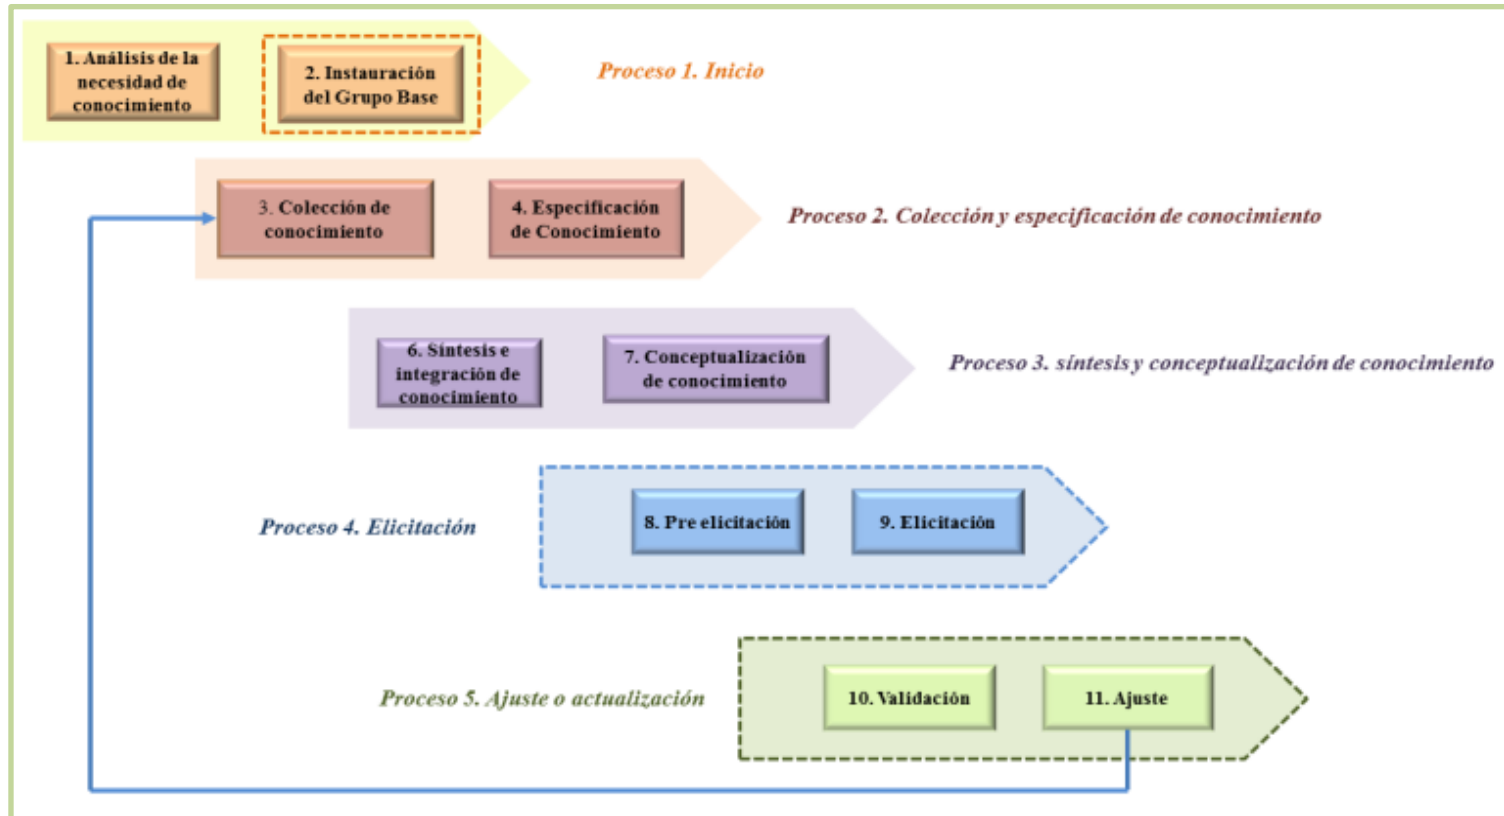 1. Análisis de la
necesidad de
conocimiento
2. Instauración
del Grupo Base
Proceso 1. Inicio
3. Colección de
conocimiento
4. Especificación
de Conocimiento
Proceso 2. Colección y especificación de conocimiento
6. Síntesis e
integración de
conocimiento
7. Conceptualización
de conocimiento
Proceso 3. síntesis y conceptualización de conocimiento
Proceso 4. Elicitación
8. Pre elicitación
9. Elicitación
Proceso 5. Ajuste o actualización
10. Validación
11. Ajuste